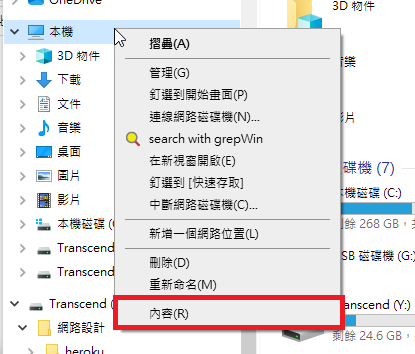 OneDrive
本機
3D 物件
下載
文件
音樂
桌面
圖片
影片
本機磁碟 (
Transcend
Transcend
Transcend (
網路設計
heroku
摺疊(A)
管理(G)
釘選到開始畫面(P)
連線網路磁碟機(N)...
search with grepWin
在新視窗開啟(E)
釘選到 [快速存取]
中斷網路磁碟機(C)...
新增一個網路位置(L)
刪除(D)
重新命名(M)
內容(R)
3D 物件
音樂
影片
碟機 (7)
機磁碟 (C:)
剩 268 GB，
SB 磁碟機 (G:)
Transcend (Y:)
剩 24.6 GB，